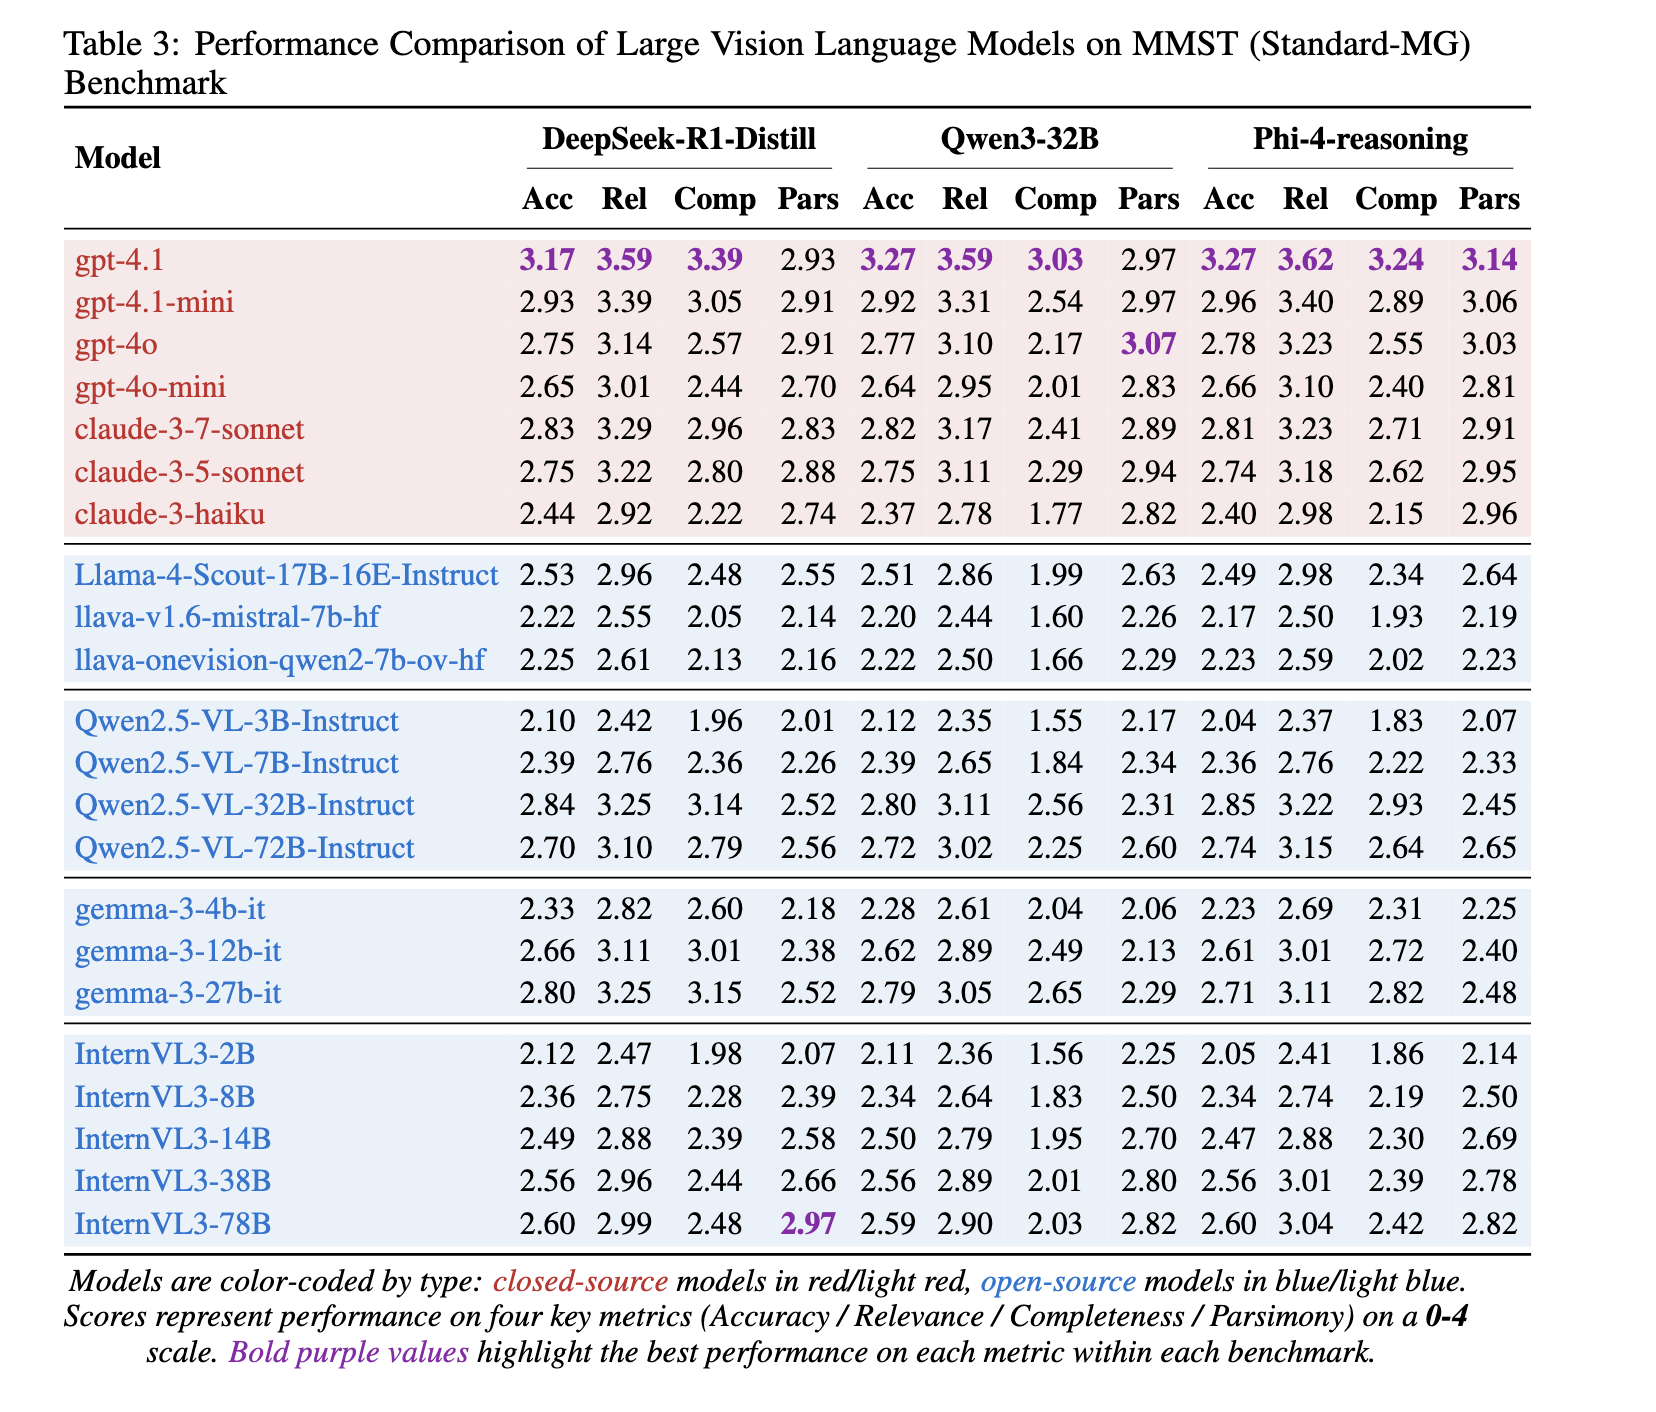 Table 3: Performance Comparison of Large Vision Language Models on MMST (Standard-MG)
Benchmark
Model DeepSeek-R1-Distill Qwen3-32B Phi-4-reasoning
Acc Rel Comp Pars Acc Rel Comp Pars Acc Rel Comp Pars
gpt-4.1 3.17 3.59 3.39 2.93 3.27 3.59 3.03 2.97 3.27 3.62 3.24 3.14
gpt-4.1-mini 2.93 3.39 3.05 2.91 2.92 3.31 2.54 2.97 2.96 3.40 2.89 3.06
gpt-4o 2.75 3.14 2.57 2.91 2.77 3.10 2.17 3.07 2.78 3.23 2.55 3.03
gpt-4o-mini 2.65 3.01 2.44 2.70 2.64 2.95 2.01 2.83 2.66 3.10 2.40 2.81
claude-3-7-sonnet 2.83 3.29 2.96 2.83 2.82 3.17 2.41 2.89 2.81 3.23 2.71 2.91
claude-3-5-sonnet 2.75 3.22 2.80 2.88 2.75 3.11 2.29 2.94 2.74 3.18 2.62 2.95
claude-3-haiku 2.44 2.92 2.22 2.74 2.37 2.78 1.77 2.82 2.40 2.98 2.15 2.96
Llama-4-Scout-17B-16E-Instruct 2.53 2.96 2.48 2.55 2.51 2.86 1.99 2.63 2.49 2.98 2.34 2.64
llava-v1.6-mistral-7b-hf 2.22 2.55 2.05 2.14 2.20 2.44 1.60 2.26 2.17 2.50 1.93 2.19
llava-onevision-qwen2-7b-ov-hf 2.25 2.61 2.13 2.16 2.22 2.50 1.66 2.29 2.23 2.59 2.02 2.23
Qwen2.5-VL-3B-Instruct 2.10 2.42 1.96 2.01 2.12 2.35 1.55 2.17 2.04 2.37 1.83 2.07
Qwen2.5-VL-7B-Instruct 2.39 2.76 2.36 2.26 2.39 2.65 1.84 2.34 2.36 2.76 2.22 2.33
Qwen2.5-VL-32B-Instruct 2.84 3.25 3.14 2.52 2.80 3.11 2.56 2.31 2.85 3.22 2.93 2.45
Qwen2.5-VL-72B-Instruct 2.70 3.10 2.79 2.56 2.72 3.02 2.25 2.60 2.74 3.15 2.64 2.65
gemma-3-4b-it 2.33 2.82 2.60 2.18 2.28 2.61 2.04 2.06 2.23 2.69 2.31 2.25
gemma-3-12b-it 2.66 3.11 3.01 2.38 2.62 2.89 2.49 2.13 2.61 3.01 2.72 2.40
gemma-3-27b-it 2.80 3.25 3.15 2.52 2.79 3.05 2.65 2.29 2.71 3.11 2.82 2.48
InternVL3-2B 2.12 2.47 1.98 2.07 2.11 2.36 1.56 2.25 2.05 2.41 1.86 2.14
InternVL3-8B 2.36 2.75 2.28 2.39 2.34 2.64 1.83 2.50 2.34 2.74 2.19 2.50
InternVL3-14B 2.49 2.88 2.39 2.58 2.50 2.79 1.95 2.70 2.47 2.88 2.30 2.69
InternVL3-38B 2.56 2.96 2.44 2.66 2.56 2.89 2.01 2.80 2.56 3.01 2.39 2.78
InternVL3-78B 2.60 2.99 2.48 2.97 2.59 2.90 2.03 2.82 2.60 3.04 2.42 2.82
Models are color-coded by type: closed-source models in red/light red, open-source models in blue/light blue.
Scores represent performance on four key metrics (Accuracy / Relevance / Completeness / Parsimony) on a 0-4
scale. Bold purple values highlight the best performance on each metric within each benchmark.